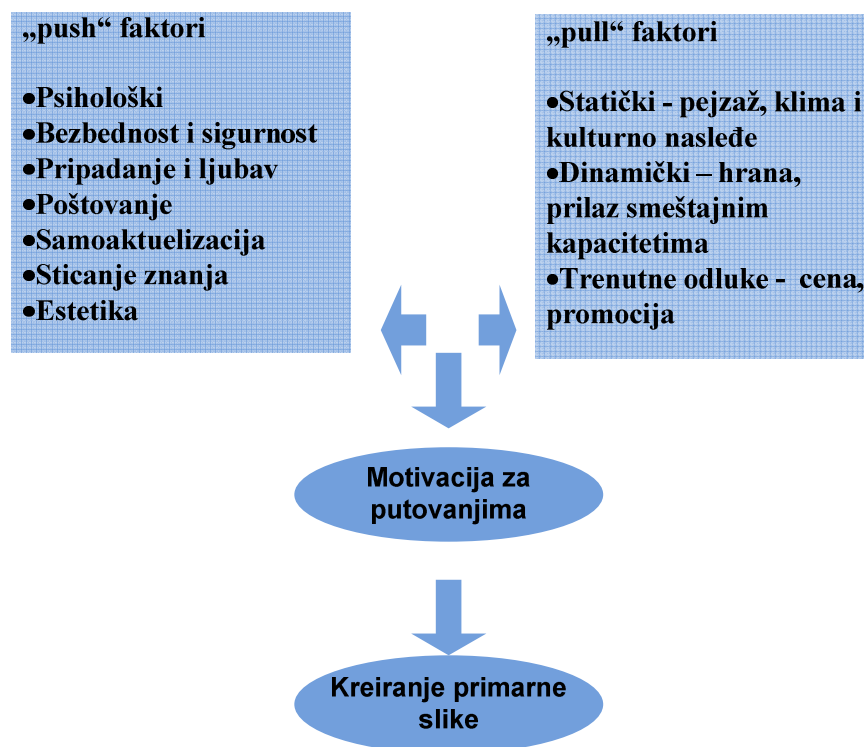 „push“ faktori
•Psihološki
•Bezbednost i sigurnost
•Pripadanje i ljubav
•Poštovanje
•Samoaktuelizacija
•Sticanje znanja
•Estetika
„pull“ faktori
•Statički - pejzaž, klima i
kulturno nasleđe
•Dinamički – hrana,
prilaz smeštajnim
kapacitetima
•Trenutne odluke - cena,
promocija
Motivacija za
putovanjima
Kreiranje primarne
slike